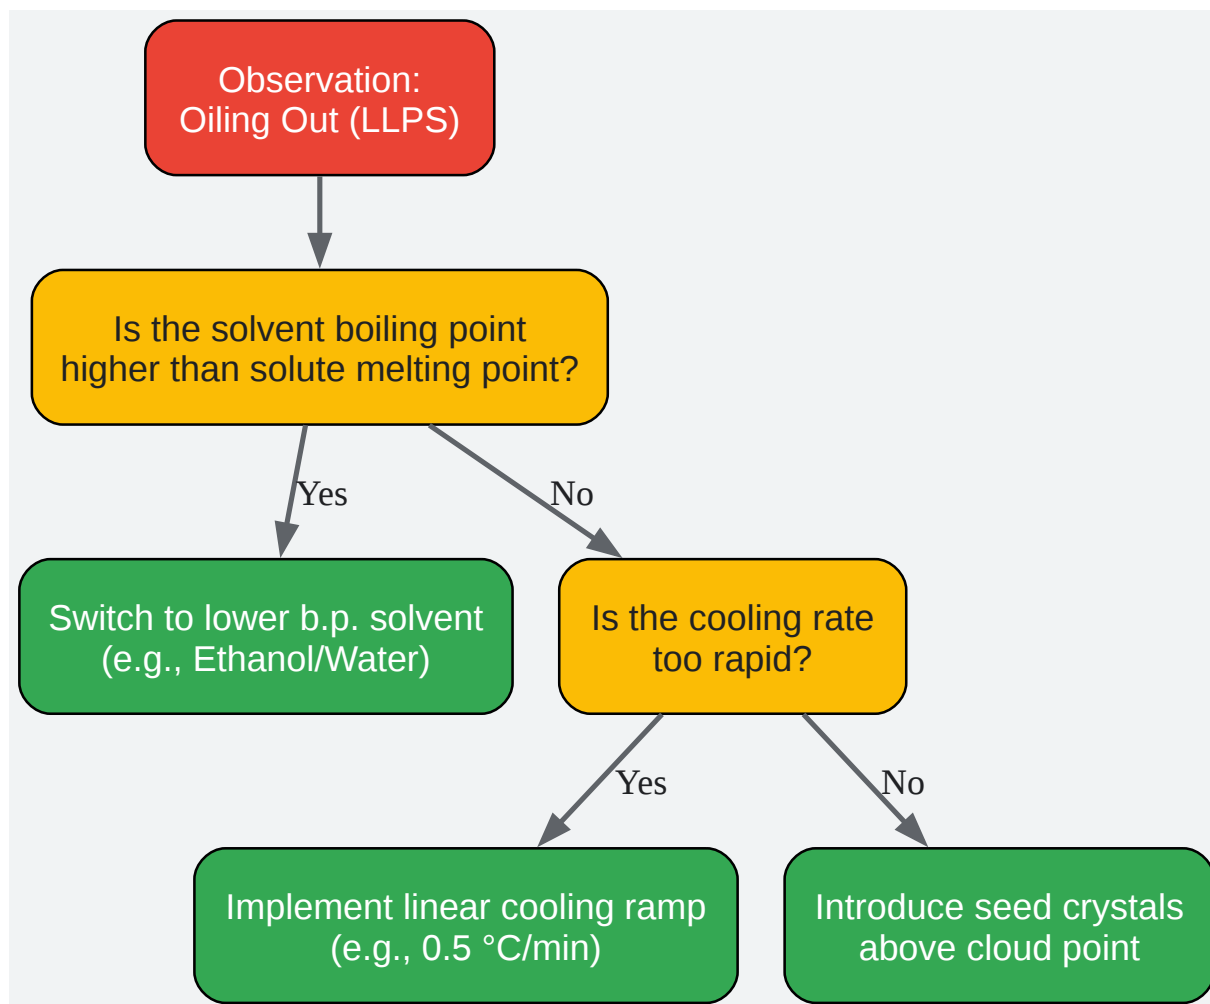 Observation:
Oiling Out (LLPS)
Is the solvent boiling point
higher than solute melting point?
Yes
No
Switch to lower b.p. solvent
(e.g., Ethanol/Water)
Is the cooling rate
too rapid?
Yes
No
Implement linear cooling ramp
(e.g., 0.5 °C/min)
Introduce seed crystals
above cloud point